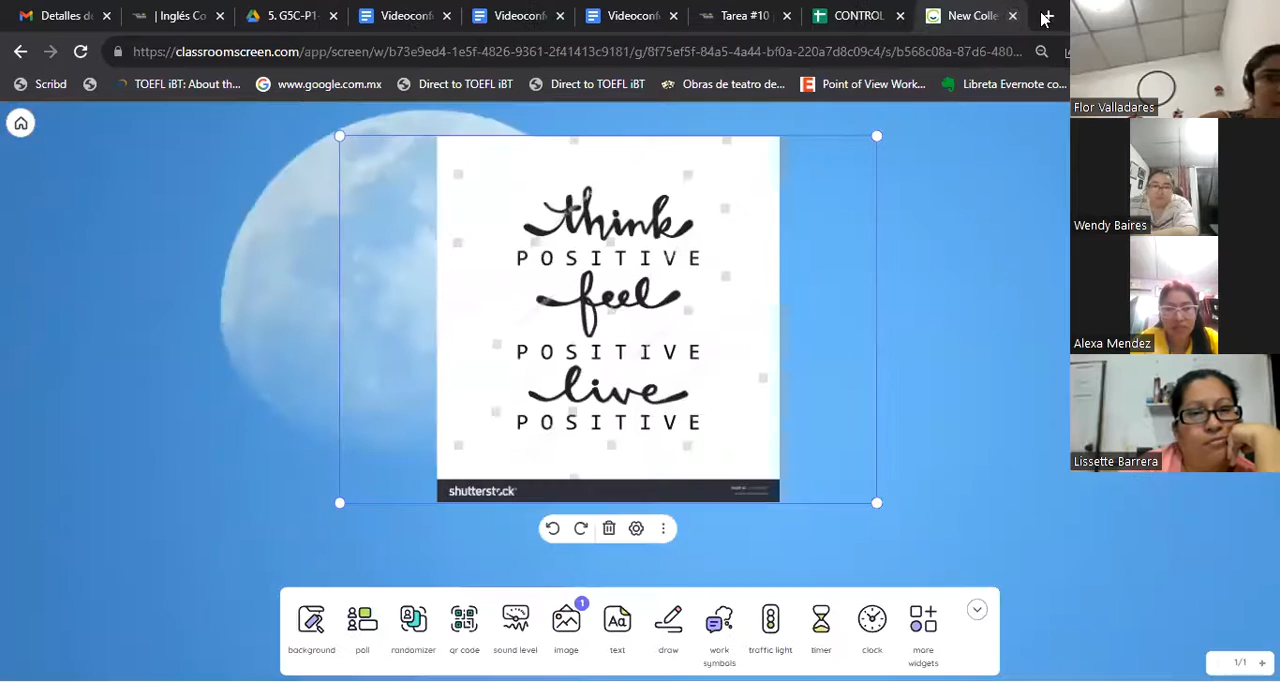 Detalles de
Inglés Co
5. G5C-P1-
Videoconf
Videoconf
Videoconf
Tarea #10
CONTROL
New Colle
https://classroomscreen.com/app/screen/w/b73e9ed4-1e5f-4826-9361-2f41413c9181/g/8f75ef5f-84a5-4a44-bf0a-220a7d8c09c4/s/b568c08a-87d6-480...
Scribd
TOEFL iBT: About th...
www.google.com.mx
Direct to TOEFL iBT
Direct to TOEFL iBT
Obras de teatro de...
Point of View Work...
Libreta Evernote co...
think
POSITIVE
feel
POSITIVE
live
POSITIVE
shutterstock
Flor Valladares
Wendy Baires
Alexa Mendez
Lissette Barrera
1
background
poll
randomizer
qr code
sound level
image
text
draw
work symbols
traffic light
timer
clock
more widgets
1/1 +